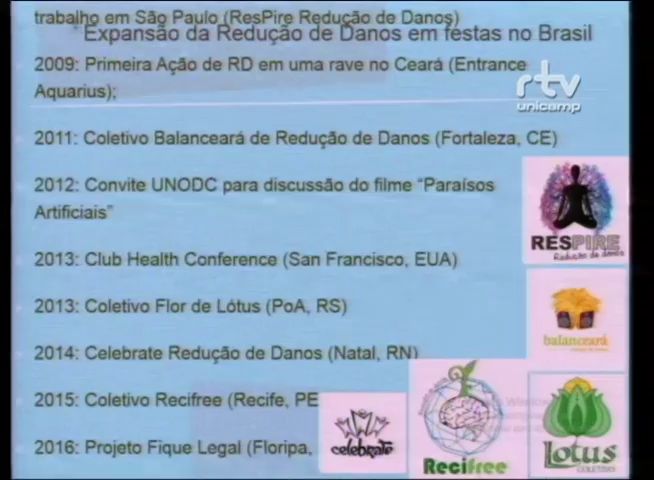 trabalho em São Paulo (ResPire Redução de Danos)
Expansão da Redução de Danos em festas no Brasil
2009: Primeira Ação de RD em uma rave no Ceará (Entrance
Aquarius);
rtv
unicamp
2011: Coletivo Balanceará de Redução de Danos (Fortaleza, CE)
2012: Convite UNODC para discussão do filme “Paraísos
Artificiais”
RESPIRE
Redução de danos
2013: Club Health Conference (San Francisco, EUA)
2013: Coletivo Flor de Lótus (PoA, RS)
balanceará
2014: Celebrate Redução de Danos (Natal, RN)
2015: Coletivo Recifree (Recife, PE
2016: Projeto Fique Legal (Floripa,
celebrate
Recifree
Lotus
COLETIVO